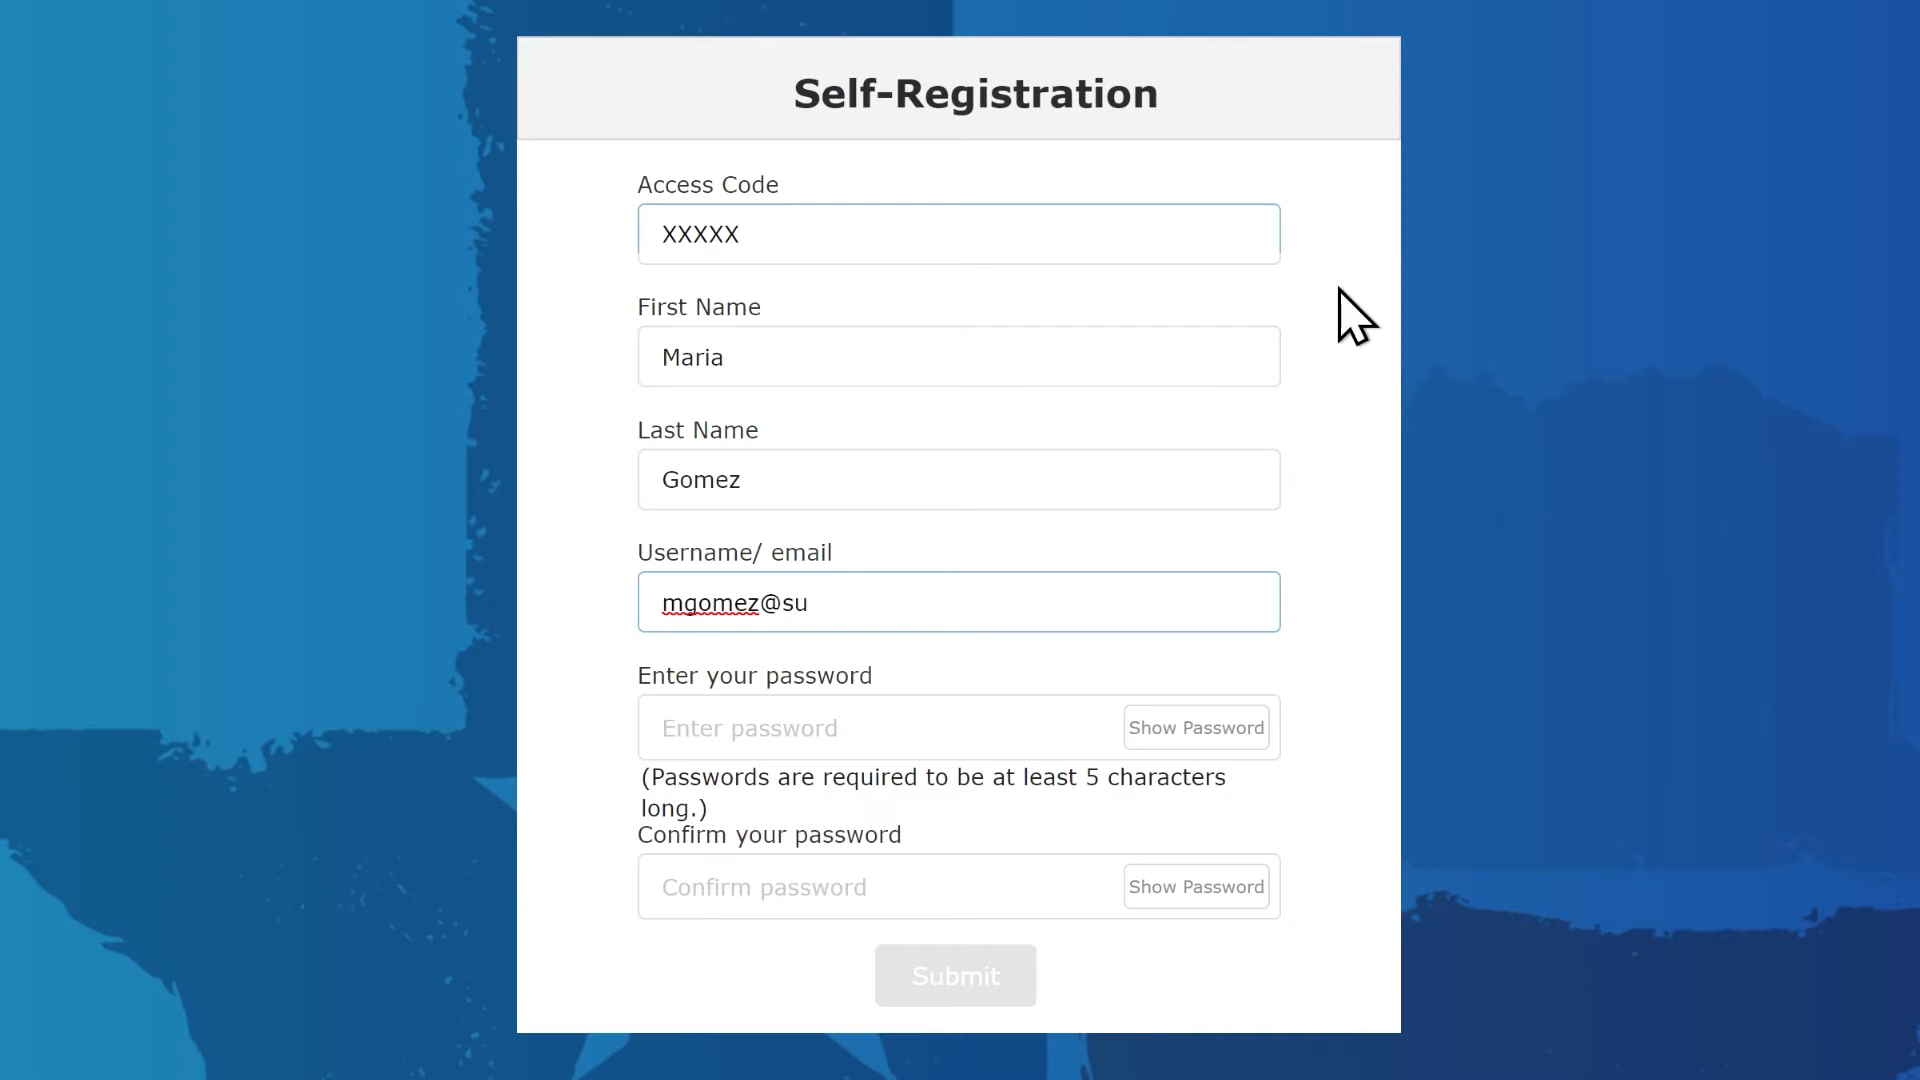 Self-Registration
Access Code
XXXXX
First Name
Maria
Last Name
Gomez
Username/ email
mgomez@su
Enter your password
Enter password
Show Password
(Passwords are required to be at least 5 characters
long.)
Confirm your password
Confirm password
Show Password
Submit